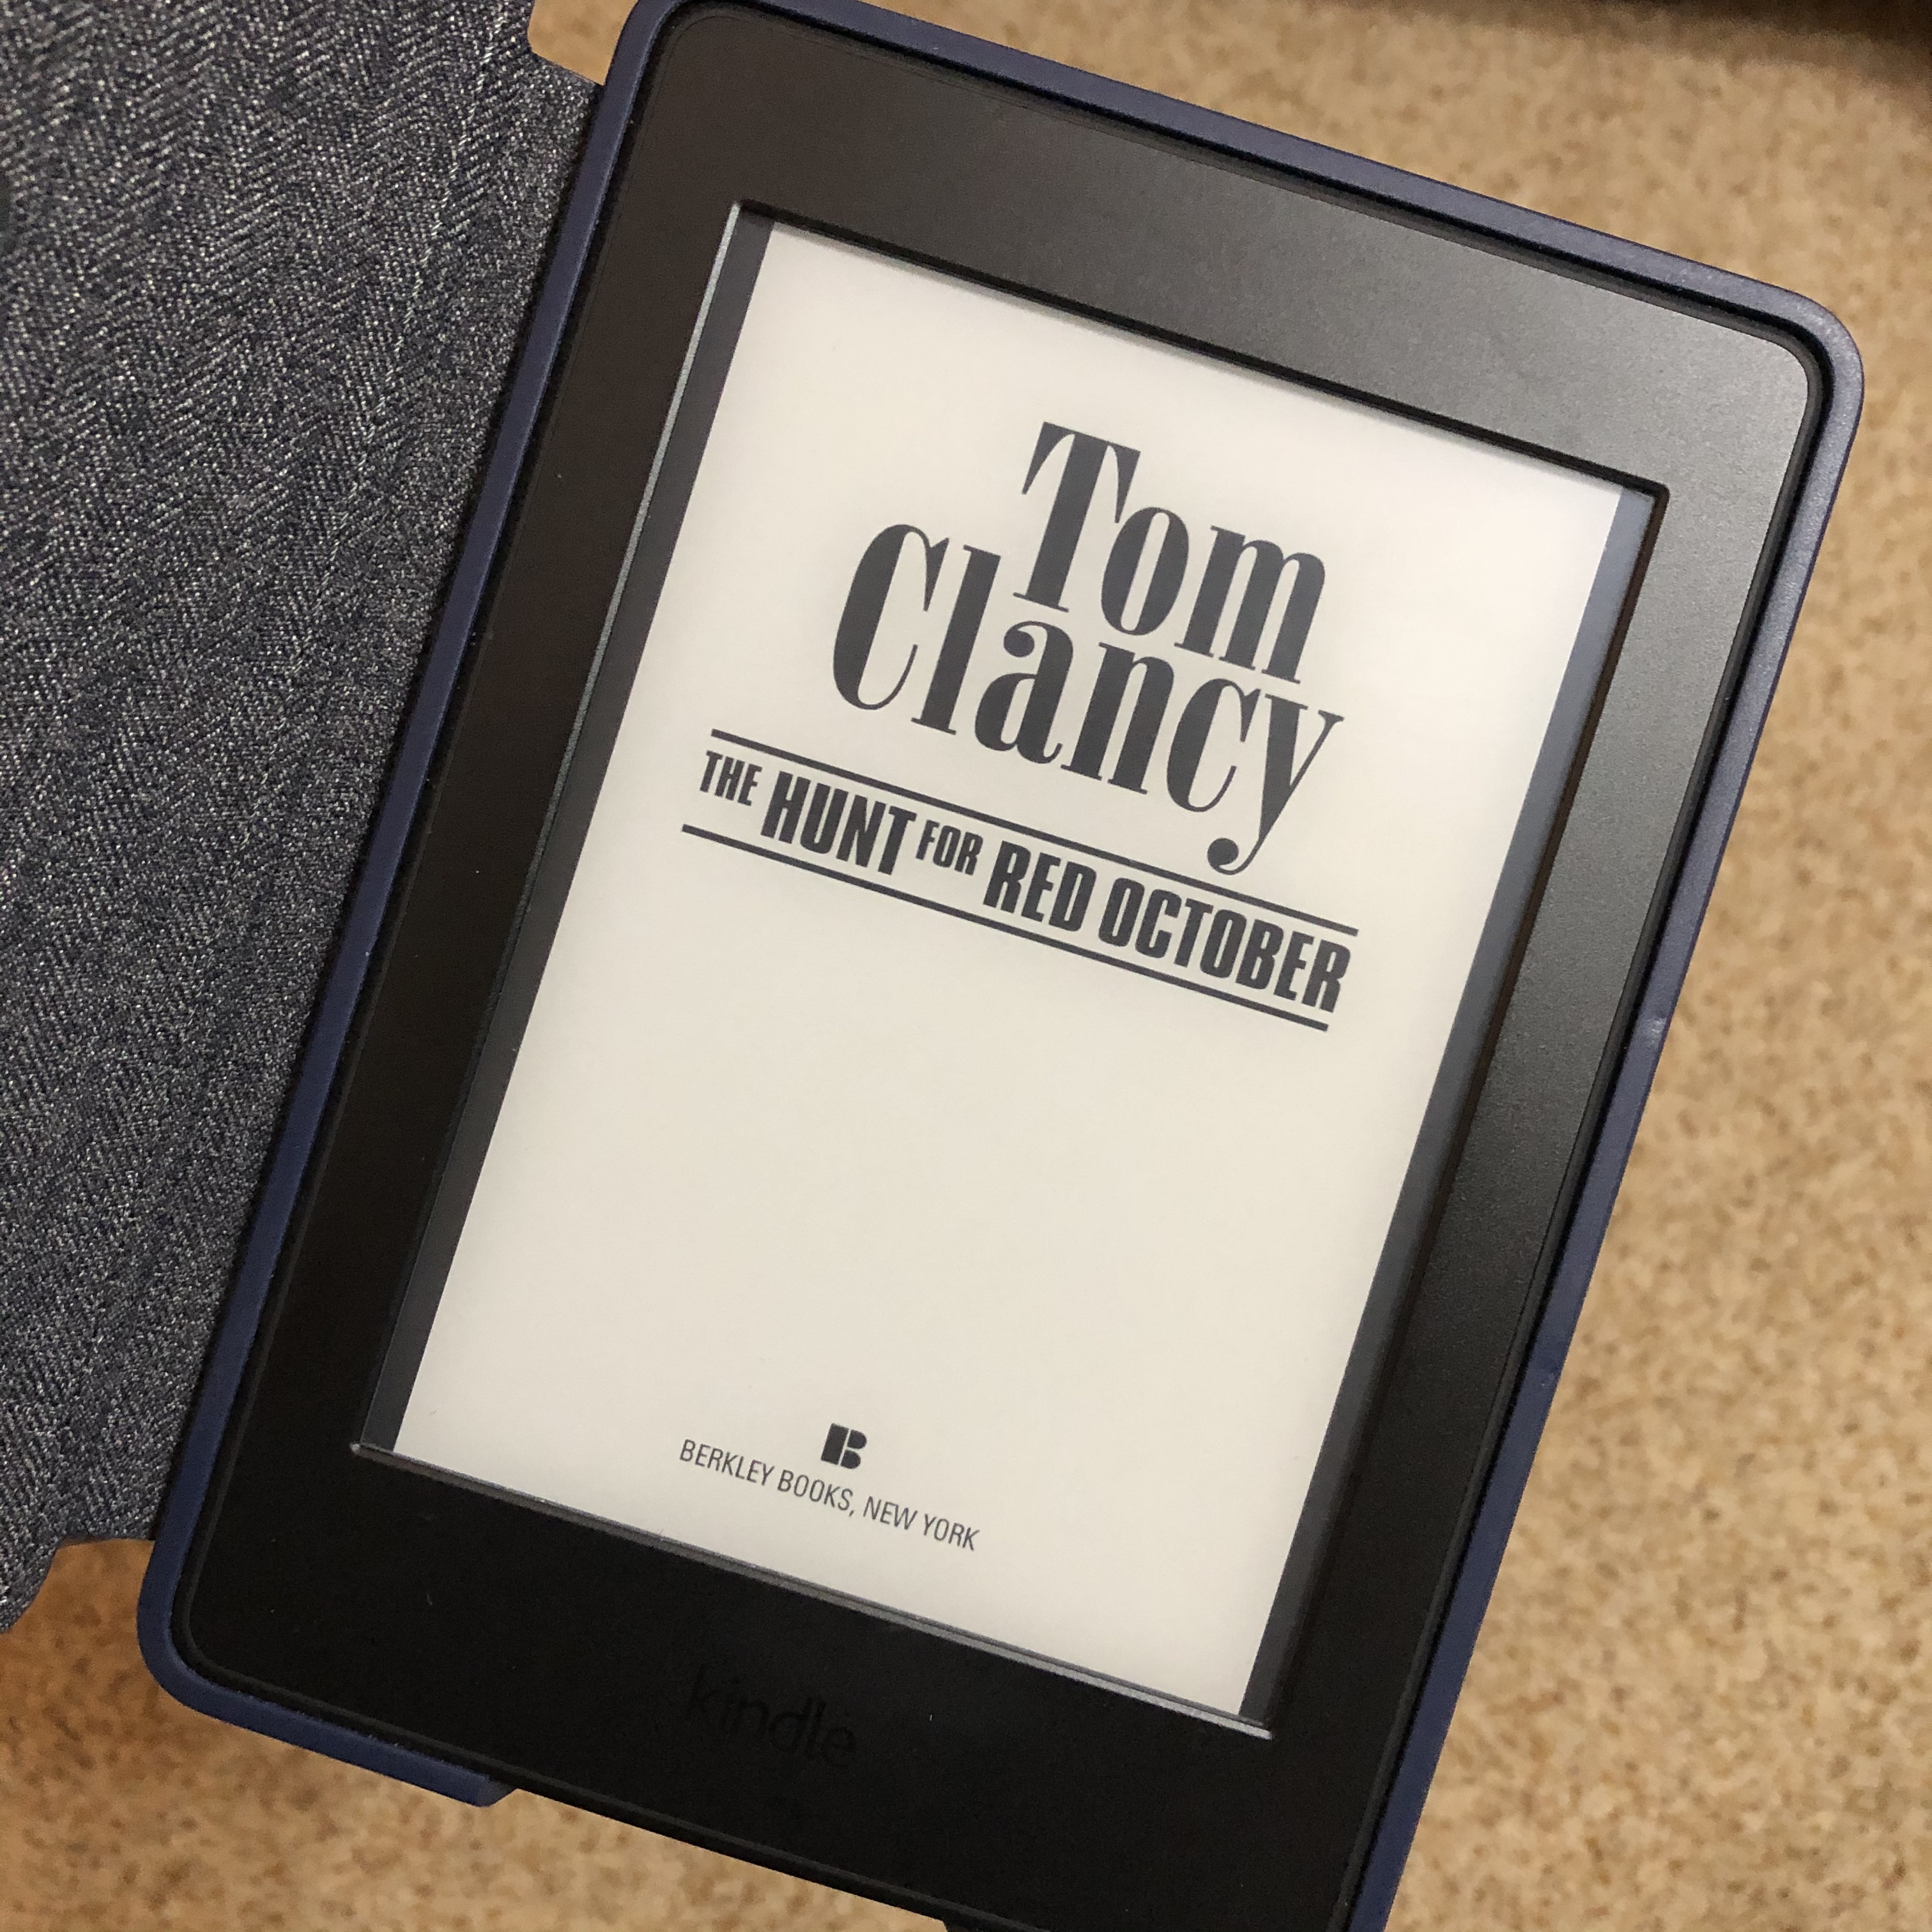 Tom
Clancy
THE HUNT FOR RED OCTOBER
B
BERKLEY BOOKS, NEW YORK
kindle